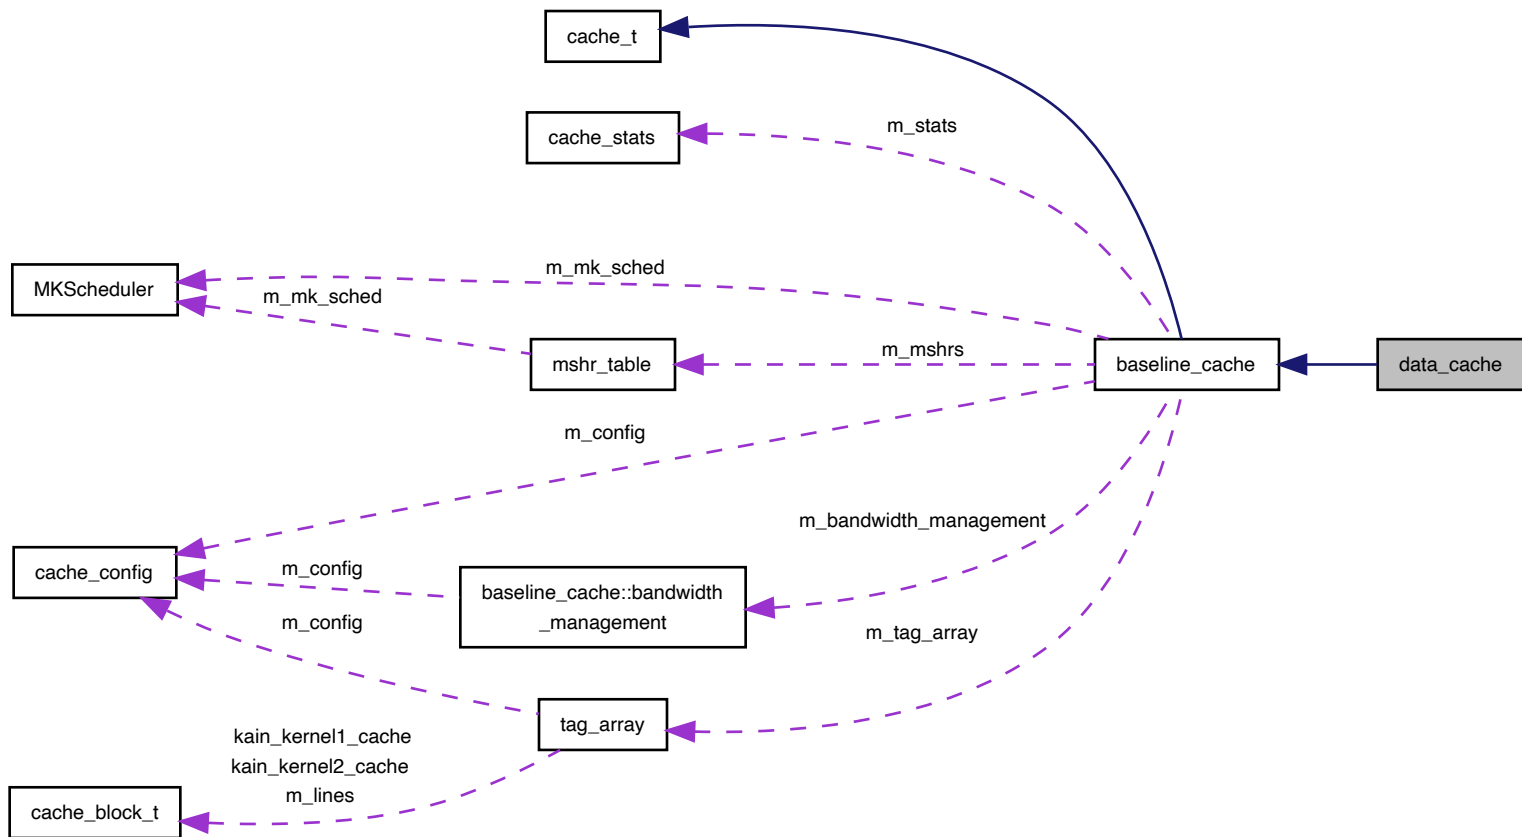 cache_t
m_stats
cache_stats
m_mk_sched
MKScheduler
m_mk_sched
m_mshrs
mshr_table
baseline_cache
data_cache
m_config
m_bandwidth_management
m_config
cache_config
baseline_cache::bandwidth
_management
m_config
m_tag_array
tag_array
kain_kernel1_cache
kain_kernel2_cache
m_lines
cache_block_t